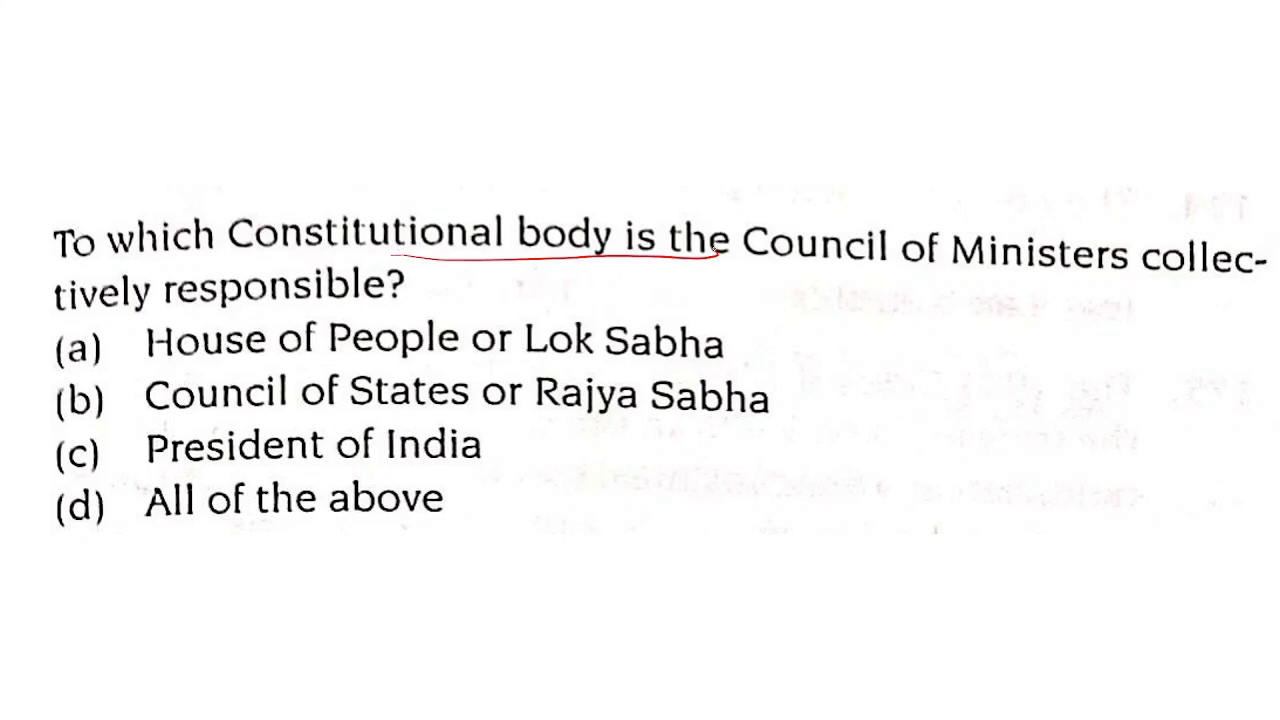 To which Constitutional body is the Council of Ministers collec-
tively responsible?
(a) House of People or Lok Sabha
(b) Council of States or Rajya Sabha
(c) President of India
(d) All of the above